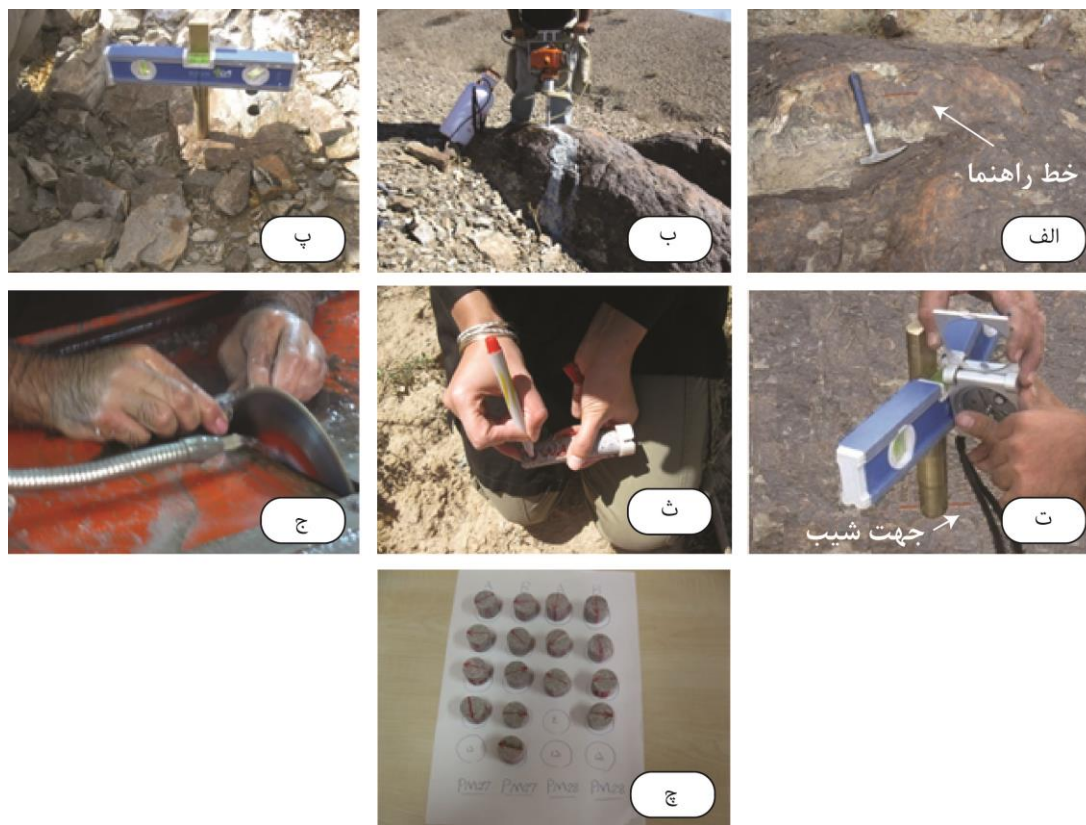 خط راهنما
الف
ب
پ
جهت شیب
ت
ث
ج
A B A B
PM27 PM27 PM28 PM28
چ